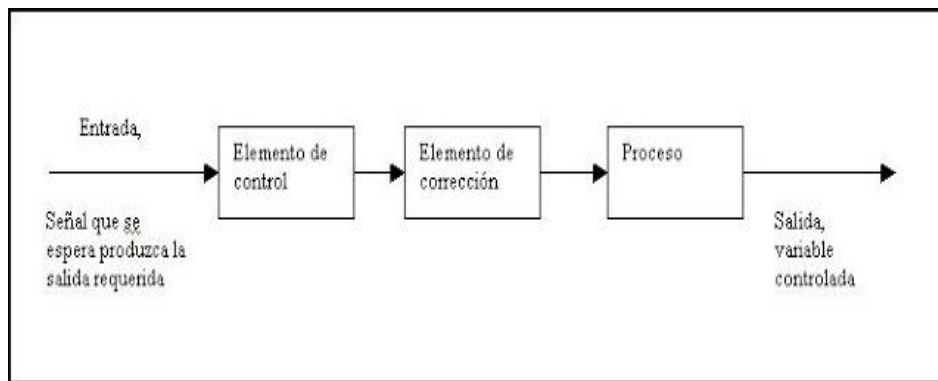 Entrada,
Elemento de
control
Elemento de
corrección
Proceso
Señal que se
espera produzca la
salida requerida
Salida,
variable
controlada